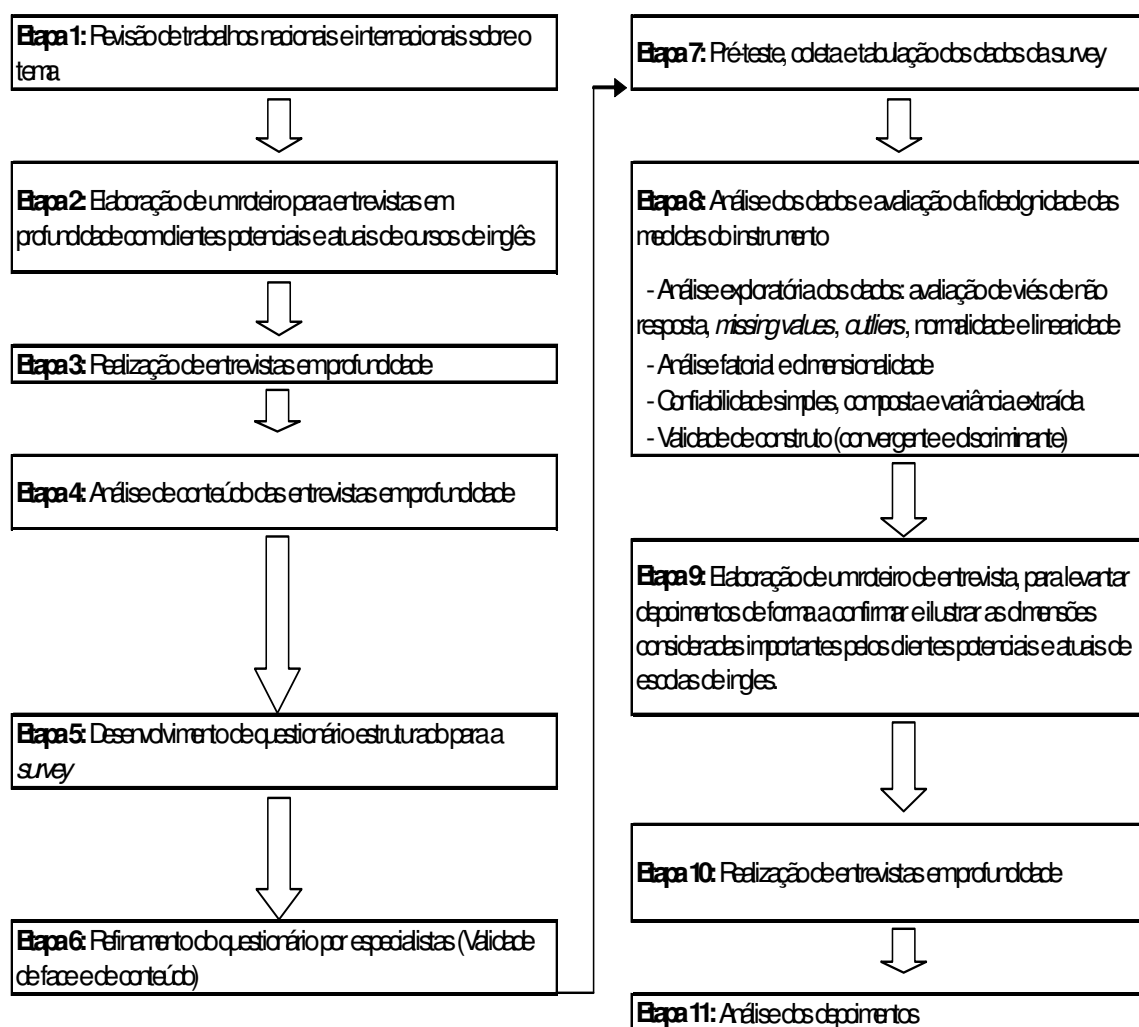 Etapa 1: Revisão de trabalhos nacionais e internacionais sobre o
tema
Etapa 2: Elaboração de um roteiro para entrevistas em
profundidade com clientes potenciais e atuais de cursos de inglês
Etapa 3: Realização de entrevistas em profundidade
Etapa 4: Análise de conteúdo das entrevistas em profundidade
Etapa 5: Desenvolvimento de questionário estruturado para a
survey
Etapa 6: Refinamento do questionário por especialistas (Validade
de face e de conteúdo)
Etapa 7: Pré-teste, coleta e tabulação dos dados da survey
Etapa 8: Análise dos dados e avaliação da fidedignidade das
medidas do instrumento
- Análise exploratória dos dados: avaliação de viés de não
resposta, missing values, outliers, normalidade e linearidade
- Análise fatorial e dimensionalidade
- Confiabilidade simples, composta e variância extraída
- Validade de construto (convergente e discriminante)
Etapa 9: Elaboração de um roteiro de entrevista, para levantar
depoimentos de forma a confirmar e ilustrar as dimensões
consideradas importantes pelos clientes potenciais e atuais de
escolas de ingles.
Etapa 10: Realização de entrevistas em profundidade
Etapa 11: Análise dos depoimentos